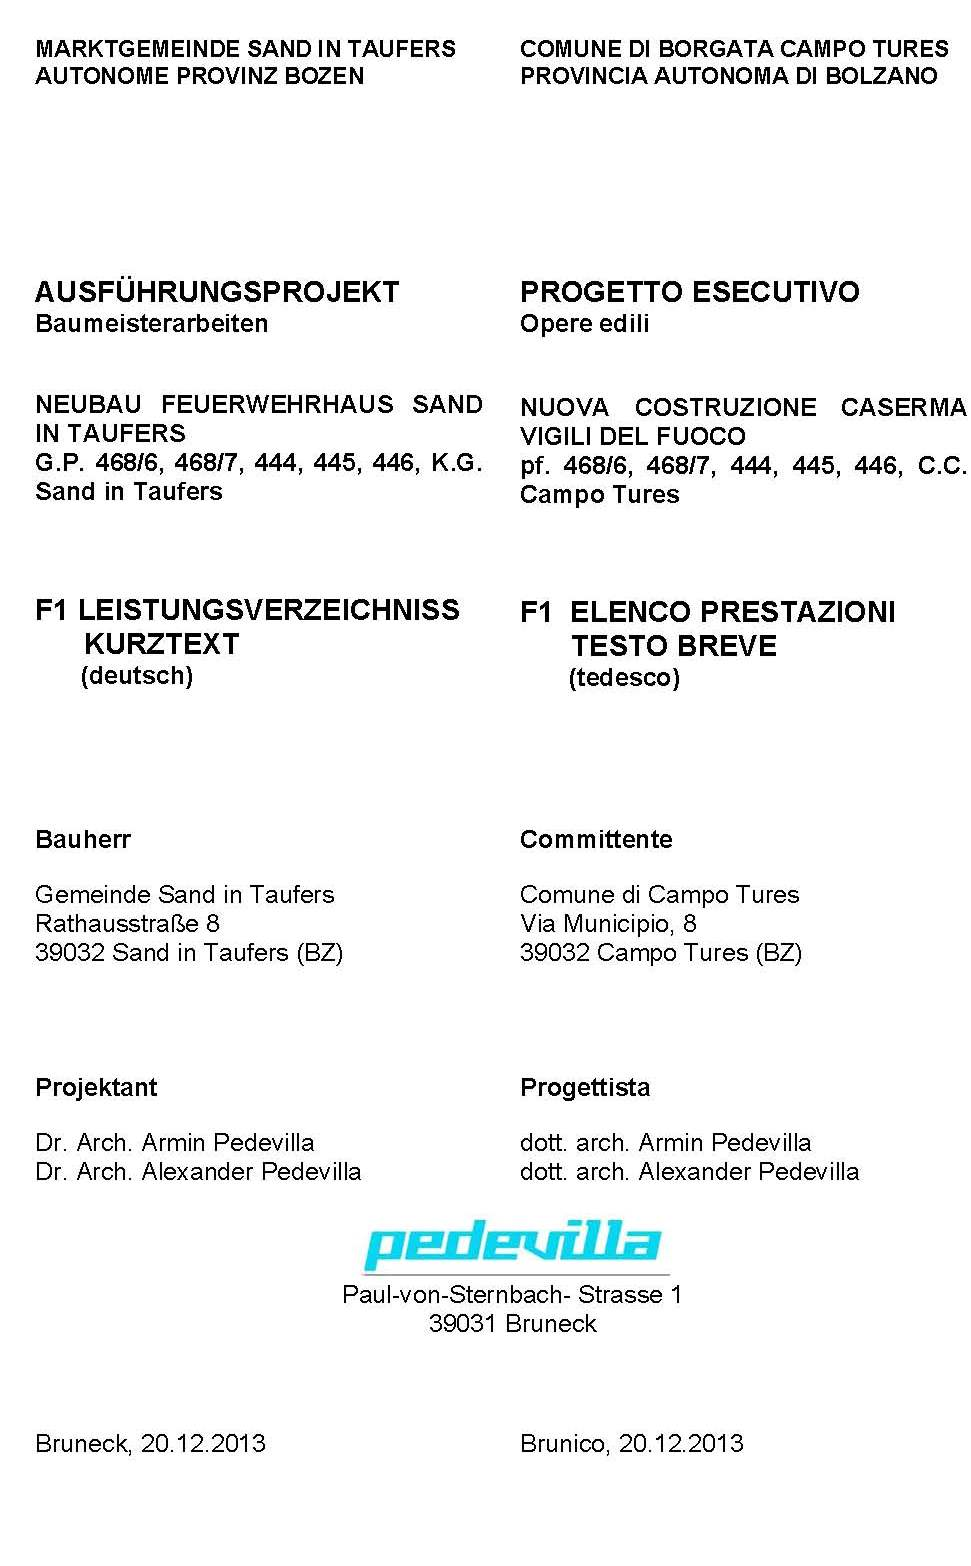 MARKTGEMEINDE SAND IN TAUFERS
AUTONOME PROVINZ BOZEN
COMUNE DI BORGATA CAMPO TURES
PROVINCIA AUTONOMA DI BOLZANO
AUSFÜHRUNGSPROJEKT
Baumeisterarbeiten
PROGETTO ESECUTIVO
Opere edili
NEUBAU FEUERWEHRHAUS SAND
IN TAUFERS
G.P. 468/6, 468/7, 444, 445, 446, K.G.
Sand in Taufers
NUOVA COSTRUZIONE CASERMA
VIGILI DEL FUOCO
pf. 468/6, 468/7, 444, 445, 446, C.C.
Campo Tures
F1 LEISTUNGSVERZEICHNISS
KURZTEXT
(deutsch)
F1 ELENCO PRESTAZIONI
TESTO BREVE
(tedesco)
Bauherr
Gemeinde Sand in Taufers
Rathausstraße 8
39032 Sand in Taufers (BZ)
Committente
Comune di Campo Tures
Via Municipio, 8
39032 Campo Tures (BZ)
Projektant
Dr. Arch. Armin Pedevilla
Dr. Arch. Alexander Pedevilla
Progettista
dott. arch. Armin Pedevilla
dott. arch. Alexander Pedevilla
pedevilla
Paul-von-Sternbach- Strasse 1
39031 Bruneck
Bruneck, 20.12.2013
Brunico, 20.12.2013